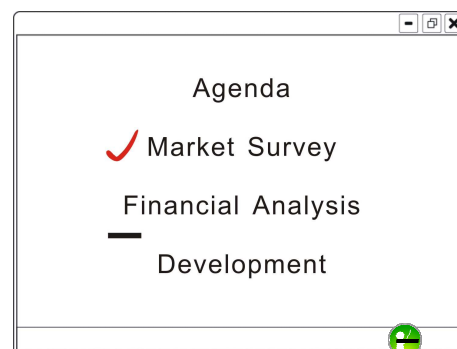 Agenda
Market Survey
Financial Analysis
Development